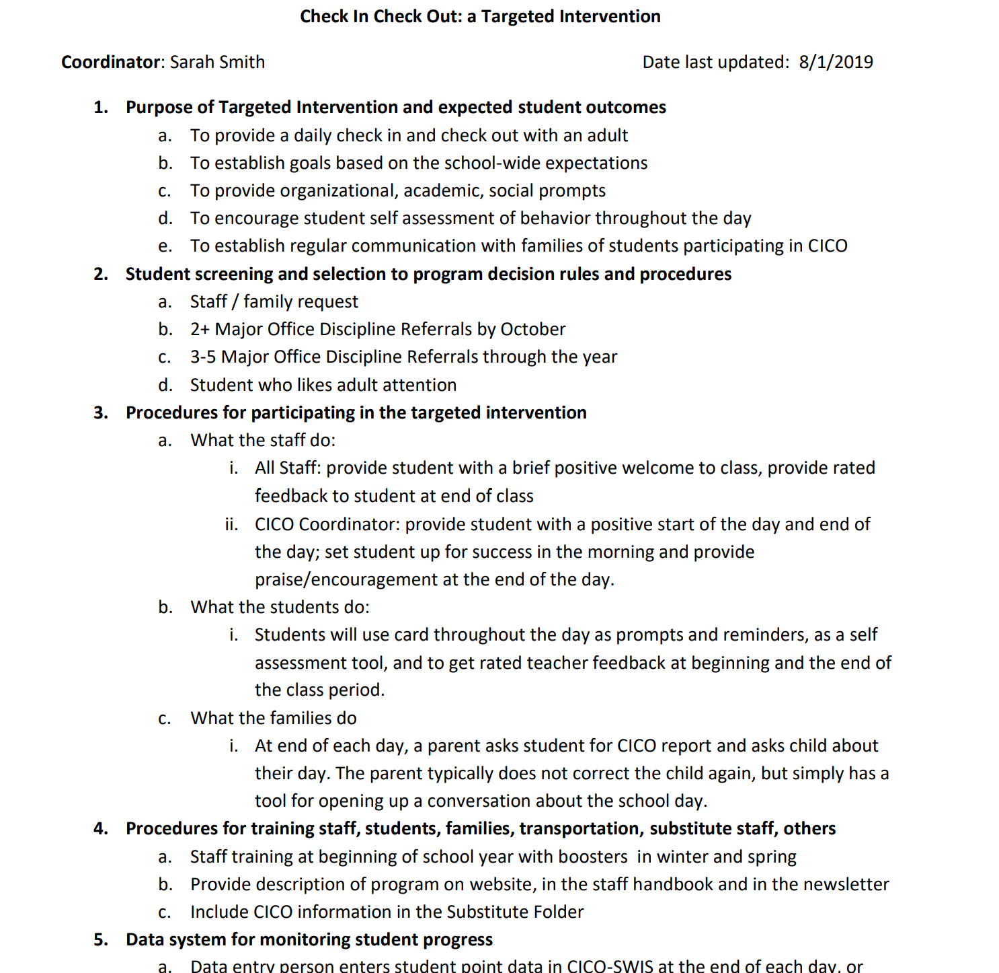 Check In Check Out: a Targeted Intervention
Coordinator: Sarah Smith Date last updated: 8/1/2019
1. Purpose of Targeted Intervention and expected student outcomes
a. To provide a daily check in and check out with an adult
b. To establish goals based on the school-wide expectations
c. To provide organizational, academic, social prompts
d. To encourage student self assessment of behavior throughout the day
e. To establish regular communication with families of students participating in CICO
2. Student screening and selection to program decision rules and procedures
a. Staff / family request
b. 2+ Major Office Discipline Referrals by October
c. 3-5 Major Office Discipline Referrals through the year
d. Student who likes adult attention
3. Procedures for participating in the targeted intervention
a. What the staff do:
i. All Staff: provide student with a brief positive welcome to class, provide rated
feedback to student at end of class
ii. CICO Coordinator: provide student with a positive start of the day and end of
the day; set student up for success in the morning and provide
praise/encouragement at the end of the day.
b. What the students do:
i. Students will use card throughout the day as prompts and reminders, as a self
assessment tool, and to get rated teacher feedback at beginning and the end of
the class period.
c. What the families do
i. At end of each day, a parent asks student for CICO report and asks child about
their day. The parent typically does not correct the child again, but simply has a
tool for opening up a conversation about the school day.
4. Procedures for training staff, students, families, transportation, substitute staff, others
a. Staff training at beginning of school year with boosters  in winter and spring
b. Provide description of program on website, in the staff handbook and in the newsletter
c. Include CICO information in the Substitute Folder
5. Data system for monitoring student progress
a. Data entry person enters student point data in CICO-SWIS at the end of each day, or